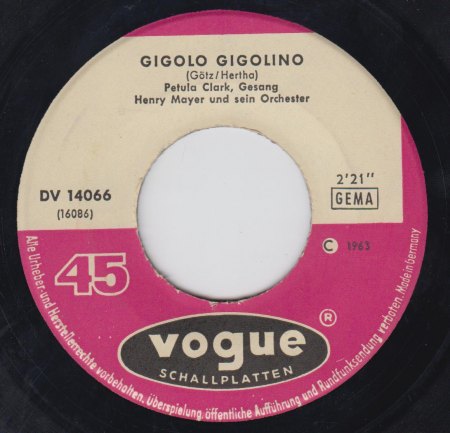 GIGOLO GIGOLINO
(Götz/Hertha)
Petula Clark, Gesang
Henry Mayer und sein Orchester
DV 14066
(16086)
2'21"
GEMA
© 1963
45
vogue ®
SCHALLPLATTEN
Alle Urheber- und Herstellerrechte vorbehalten. Überspielung, öffentliche Aufführung und Rundfunksendung verboten. Made in Germany